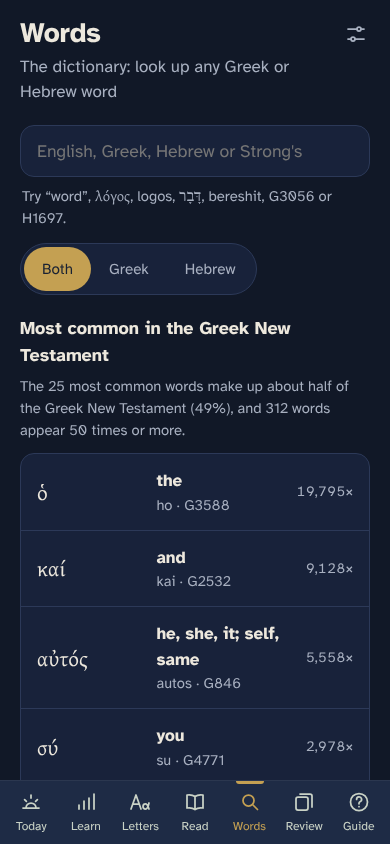 Words
The dictionary: look up any Greek or
Hebrew word
English, Greek, Hebrew or Strong's
Try “word”, λόγος, logos, דָּבָר, bereshit, G3056 or
H1697.
Both Greek Hebrew
Most common in the Greek New
Testament
The 25 most common words make up about half of
the Greek New Testament (49%), and 312 words
appear 50 times or more.
ὁ the 19,795×
ho · G3588
καί and 9,128×
kai · G2532
αὐτός he, she, it; self,
same 5,558×
autos · G846
σύ you 2,978×
su · G4771
Today Learn Letters Read Words Review Guide